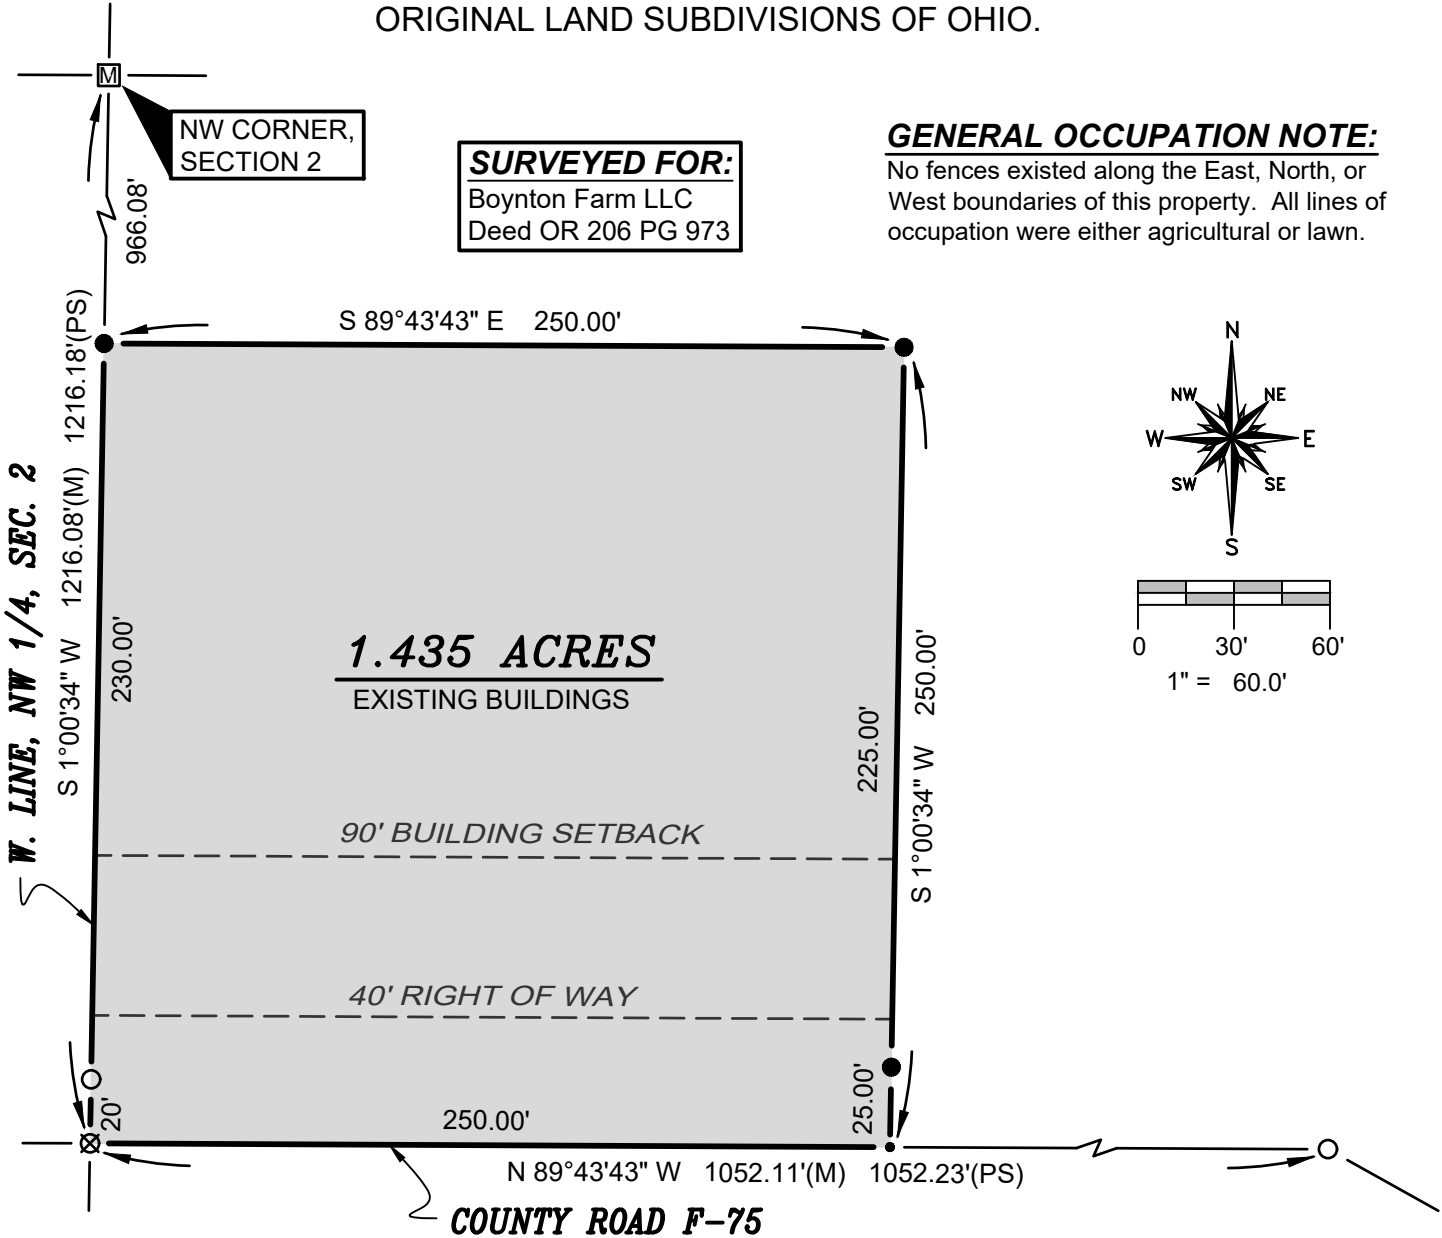 ORIGINAL LAND SUBDIVISIONS OF OHIO.
M
NW CORNER,
SECTION 2
SURVEYED FOR:
Boynton Farm LLC
Deed OR 206 PG 973
GENERAL OCCUPATION NOTE:
No fences existed along the East, North, or
West boundaries of this property. All lines of
occupation were either agricultural or lawn.
966.08'
S 89°43'43" E 250.00'
W. LINE, NW 1/4, SEC. 2
S 1°00'34" W 1216.08'(M) 1216.18'(PS)
230.00'
1.435 ACRES
EXISTING BUILDINGS
225.00'
S 1°00'34" W 250.00'
N
NW NE
W E
SW SE
S
0 30' 60'
1" = 60.0'
90' BUILDING SETBACK
40' RIGHT OF WAY
20'
250.00'
25.00'
N 89°43'43" W 1052.11'(M) 1052.23'(PS)
COUNTY ROAD F-75